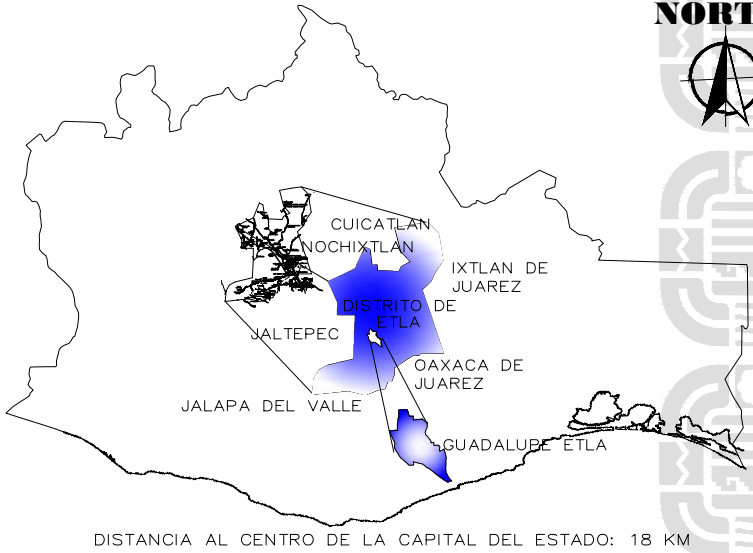 NORT
CUICATLAN
NOCHIXTLAN
IXTLAN DE
JUAREZ
DISTRITO DE
ETLA
JALTEPEC
OAXACA DE
JUAREZ
JALAPA DEL VALLE
GUADALUPE ETLA
DISTANCIA AL CENTRO DE LA CAPITAL DEL ESTADO: 18 KM